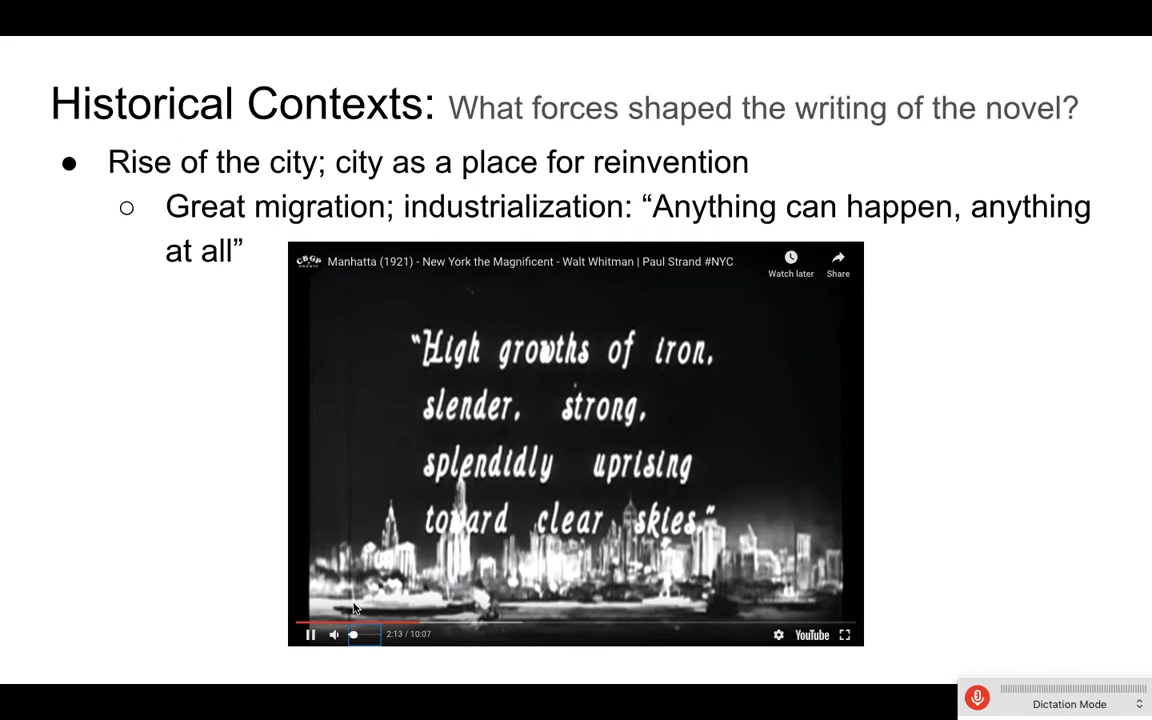 Historical Contexts: What forces shaped the writing of the novel?
● Rise of the city; city as a place for reinvention
○ Great migration; industrialization: “Anything can happen, anything
at all”
CBGP
Manhatta (1921) - New York the Magnificent - Walt Whitman | Paul Strand #NYC
Watch later
Share
"High growths of iron,
slender, strong,
splendidly uprising
toward clear skies."
2:13 / 10:07
YouTube
Dictation Mode